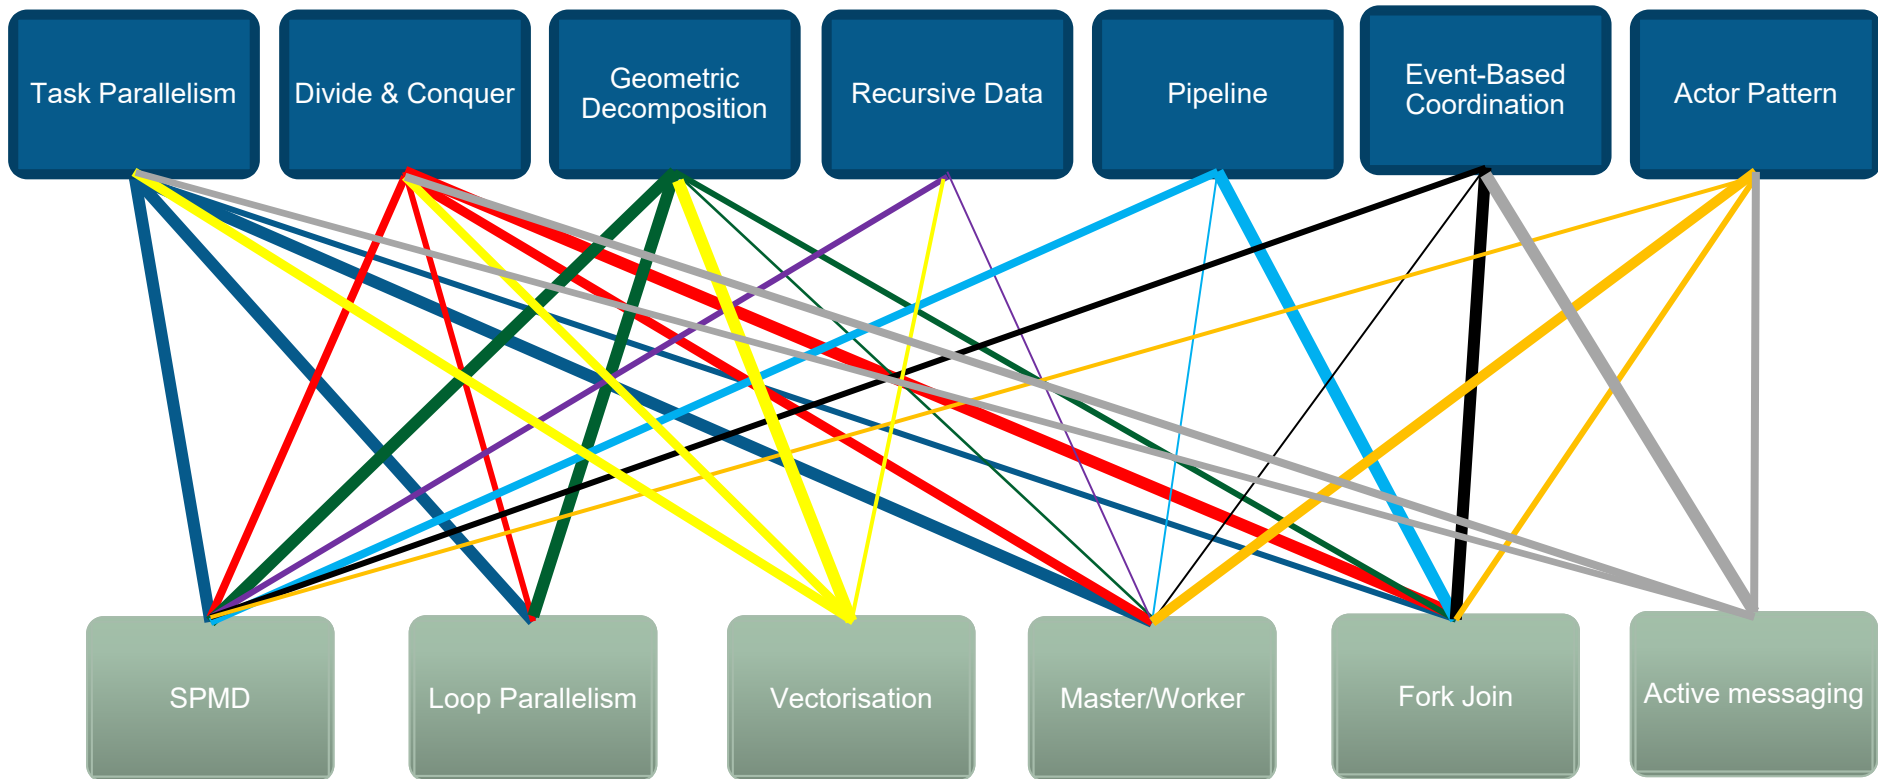 Task Parallelism
Divide & Conquer
Geometric
Decomposition
Recursive Data
Pipeline
Event-Based
Coordination
Actor Pattern
SPMD
Loop Parallelism
Vectorisation
Master/Worker
Fork Join
Active messaging